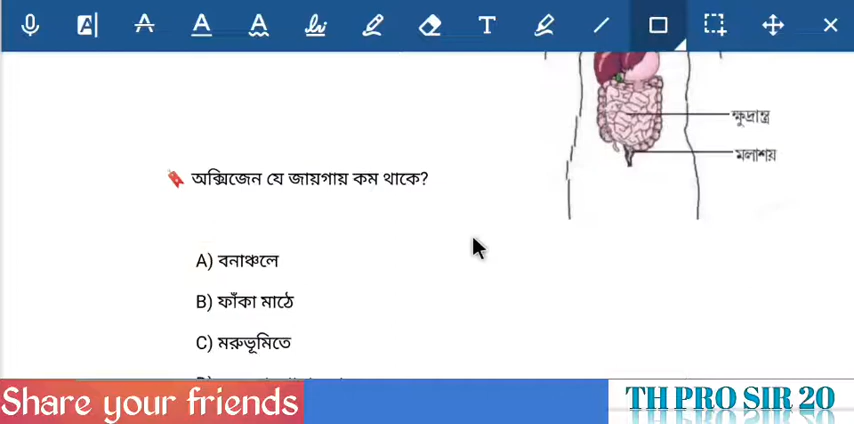 ক্ষুদ্রান্ত্র
মলাশয়
অক্সিজেন যে জায়গায় কম থাকে?
A) বনাঞ্চলে
B) ফাঁকা মাঠে
C) মরুভূমিতে
Share your friends
TH PRO SIR 20